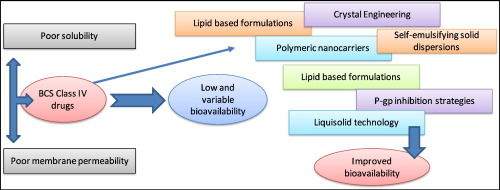 Poor solubility
BCS Class IV
drugs
Poor membrane permeability
Low and
variable
bioavailability
Lipid based formulations
Crystal Engineering
Self-emulsifying solid
dispersions
Polymeric nanocarriers
Lipid based formulations
P-gp inhibition strategies
Liquisolid technology
Improved
bioavailability